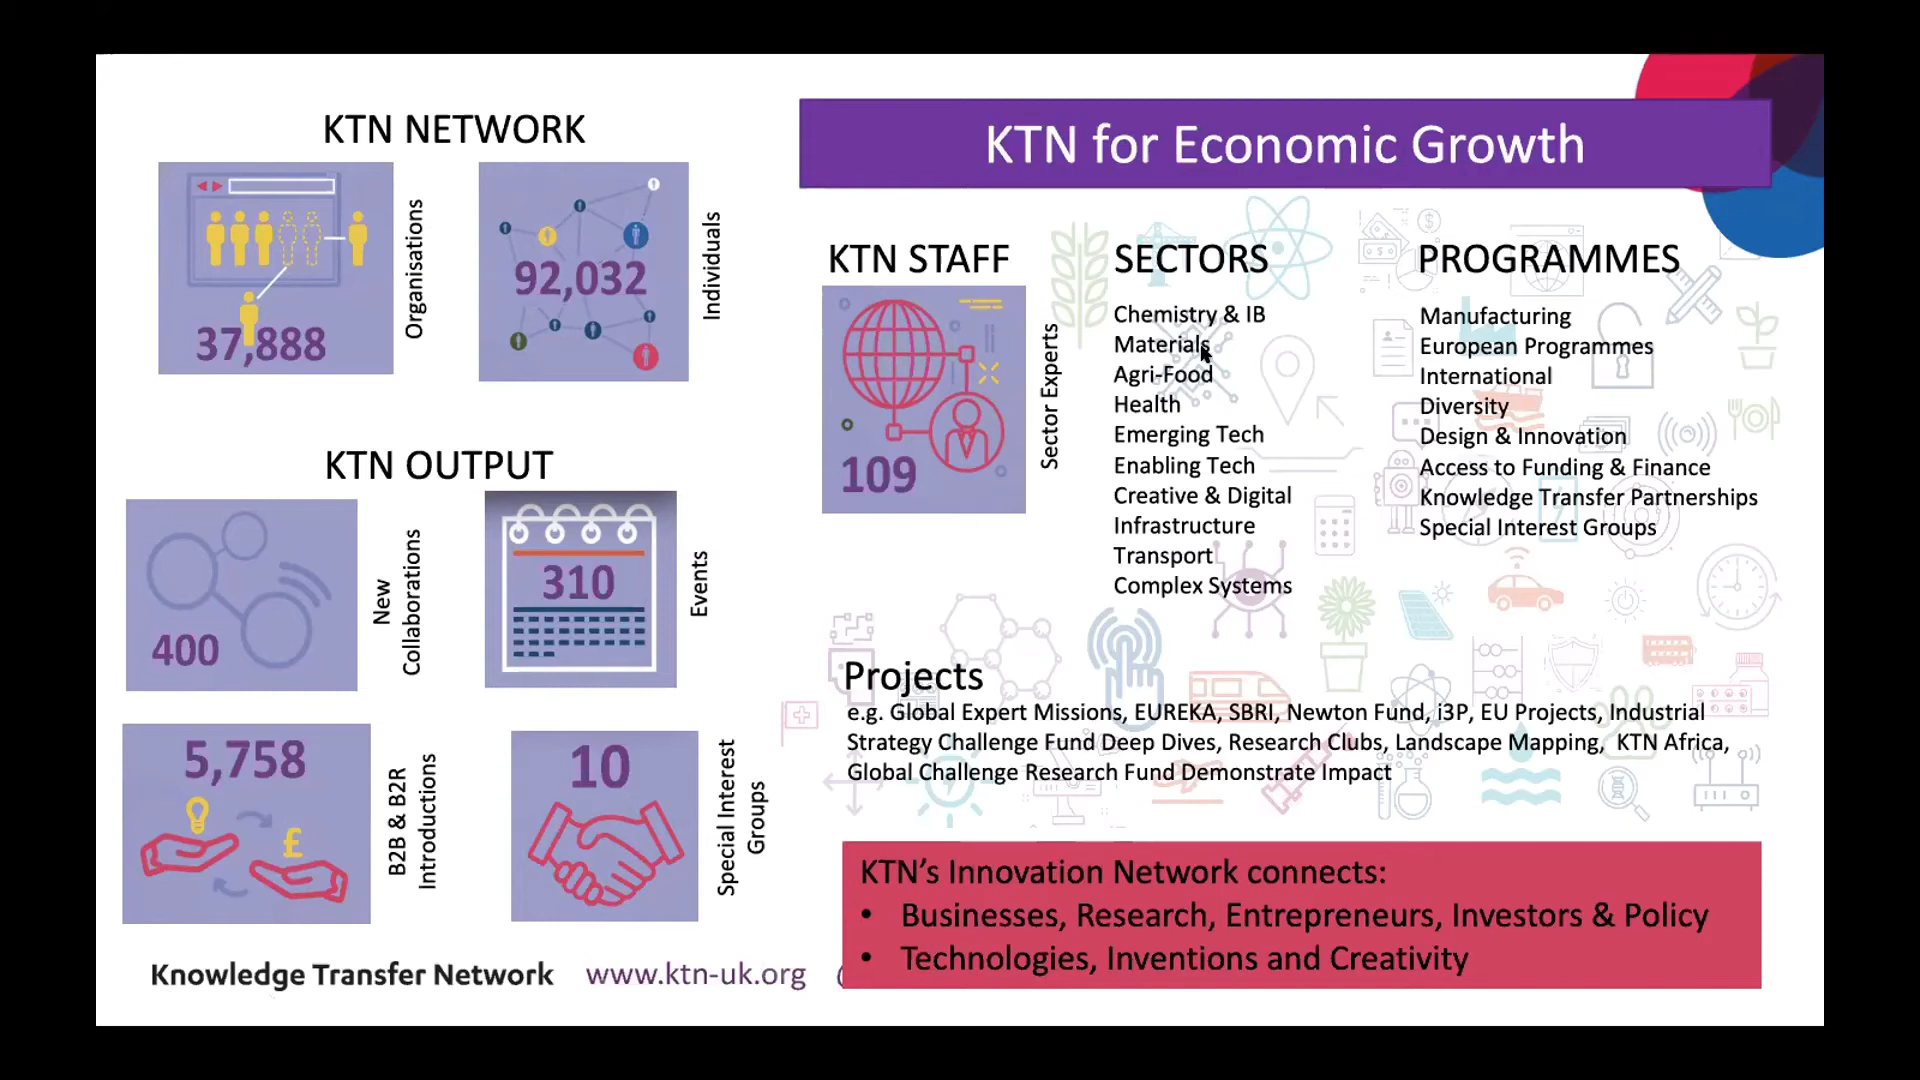 KTN NETWORK
37,888
Organisations
92,032
Individuals
KTN OUTPUT
400
New
Collaborations
310
Events
5,758
B2B & B2R
Introductions
10
Special Interest
Groups
Knowledge Transfer Network www.ktn-uk.org
KTN for Economic Growth
KTN STAFF
109
Sector Experts
SECTORS
Chemistry & IB
Materials
Agri-Food
Health
Emerging Tech
Enabling Tech
Creative & Digital
Infrastructure
Transport
Complex Systems
PROGRAMMES
Manufacturing
European Programmes
International
Diversity
Design & Innovation
Access to Funding & Finance
Knowledge Transfer Partnerships
Special Interest Groups
Projects
e.g. Global Expert Missions, EUREKA, SBRI, Newton Fund, i3P, EU Projects, Industrial
Strategy Challenge Fund Deep Dives, Research Clubs, Landscape Mapping, KTN Africa,
Global Challenge Research Fund Demonstrate Impact
KTN’s Innovation Network connects:
• Businesses, Research, Entrepreneurs, Investors & Policy
• Technologies, Inventions and Creativity